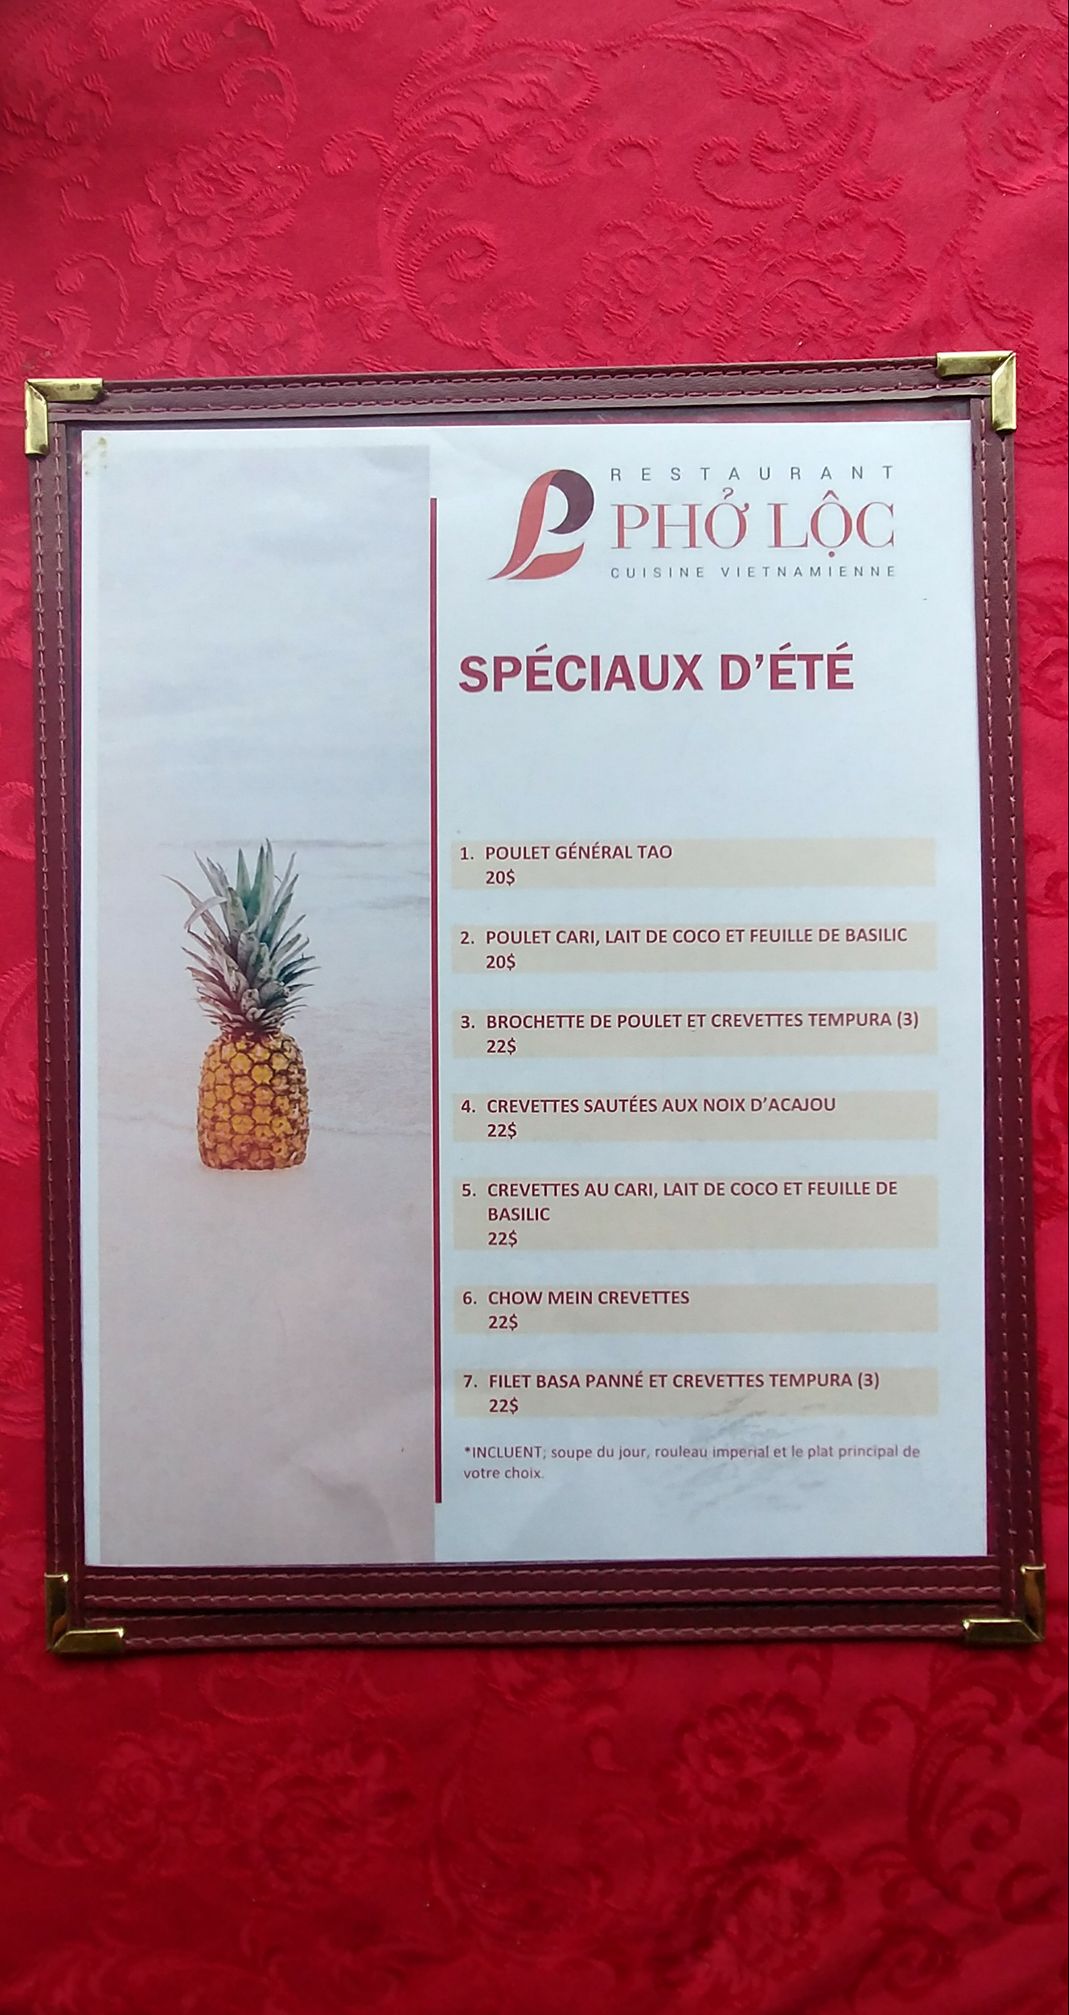 RESTAURANT
PHỞ LỘC
CUISINE VIETNAMIENNE
SPÉCIAUX D'ÉTÉ
1. POULET GÉNÉRAL TAO
20$
2. POULET CARI, LAIT DE COCO ET FEUILLE DE BASILIC
20$
3. BROCHETTE DE POULET ET CREVETTES TEMPURA (3)
22$
4. CREVETTES SAUTÉES AUX NOIX D'ACAJOU
22$
5. CREVETTES AU CARI, LAIT DE COCO ET FEUILLE DE
BASILIC
22$
6. CHOW MEIN CREVETTES
22$
7. FILET BASA PANNÉ ET CREVETTES TEMPURA (3)
22$
*INCLUENT; soupe du jour, rouleau imperial et le plat principal de
votre choix.